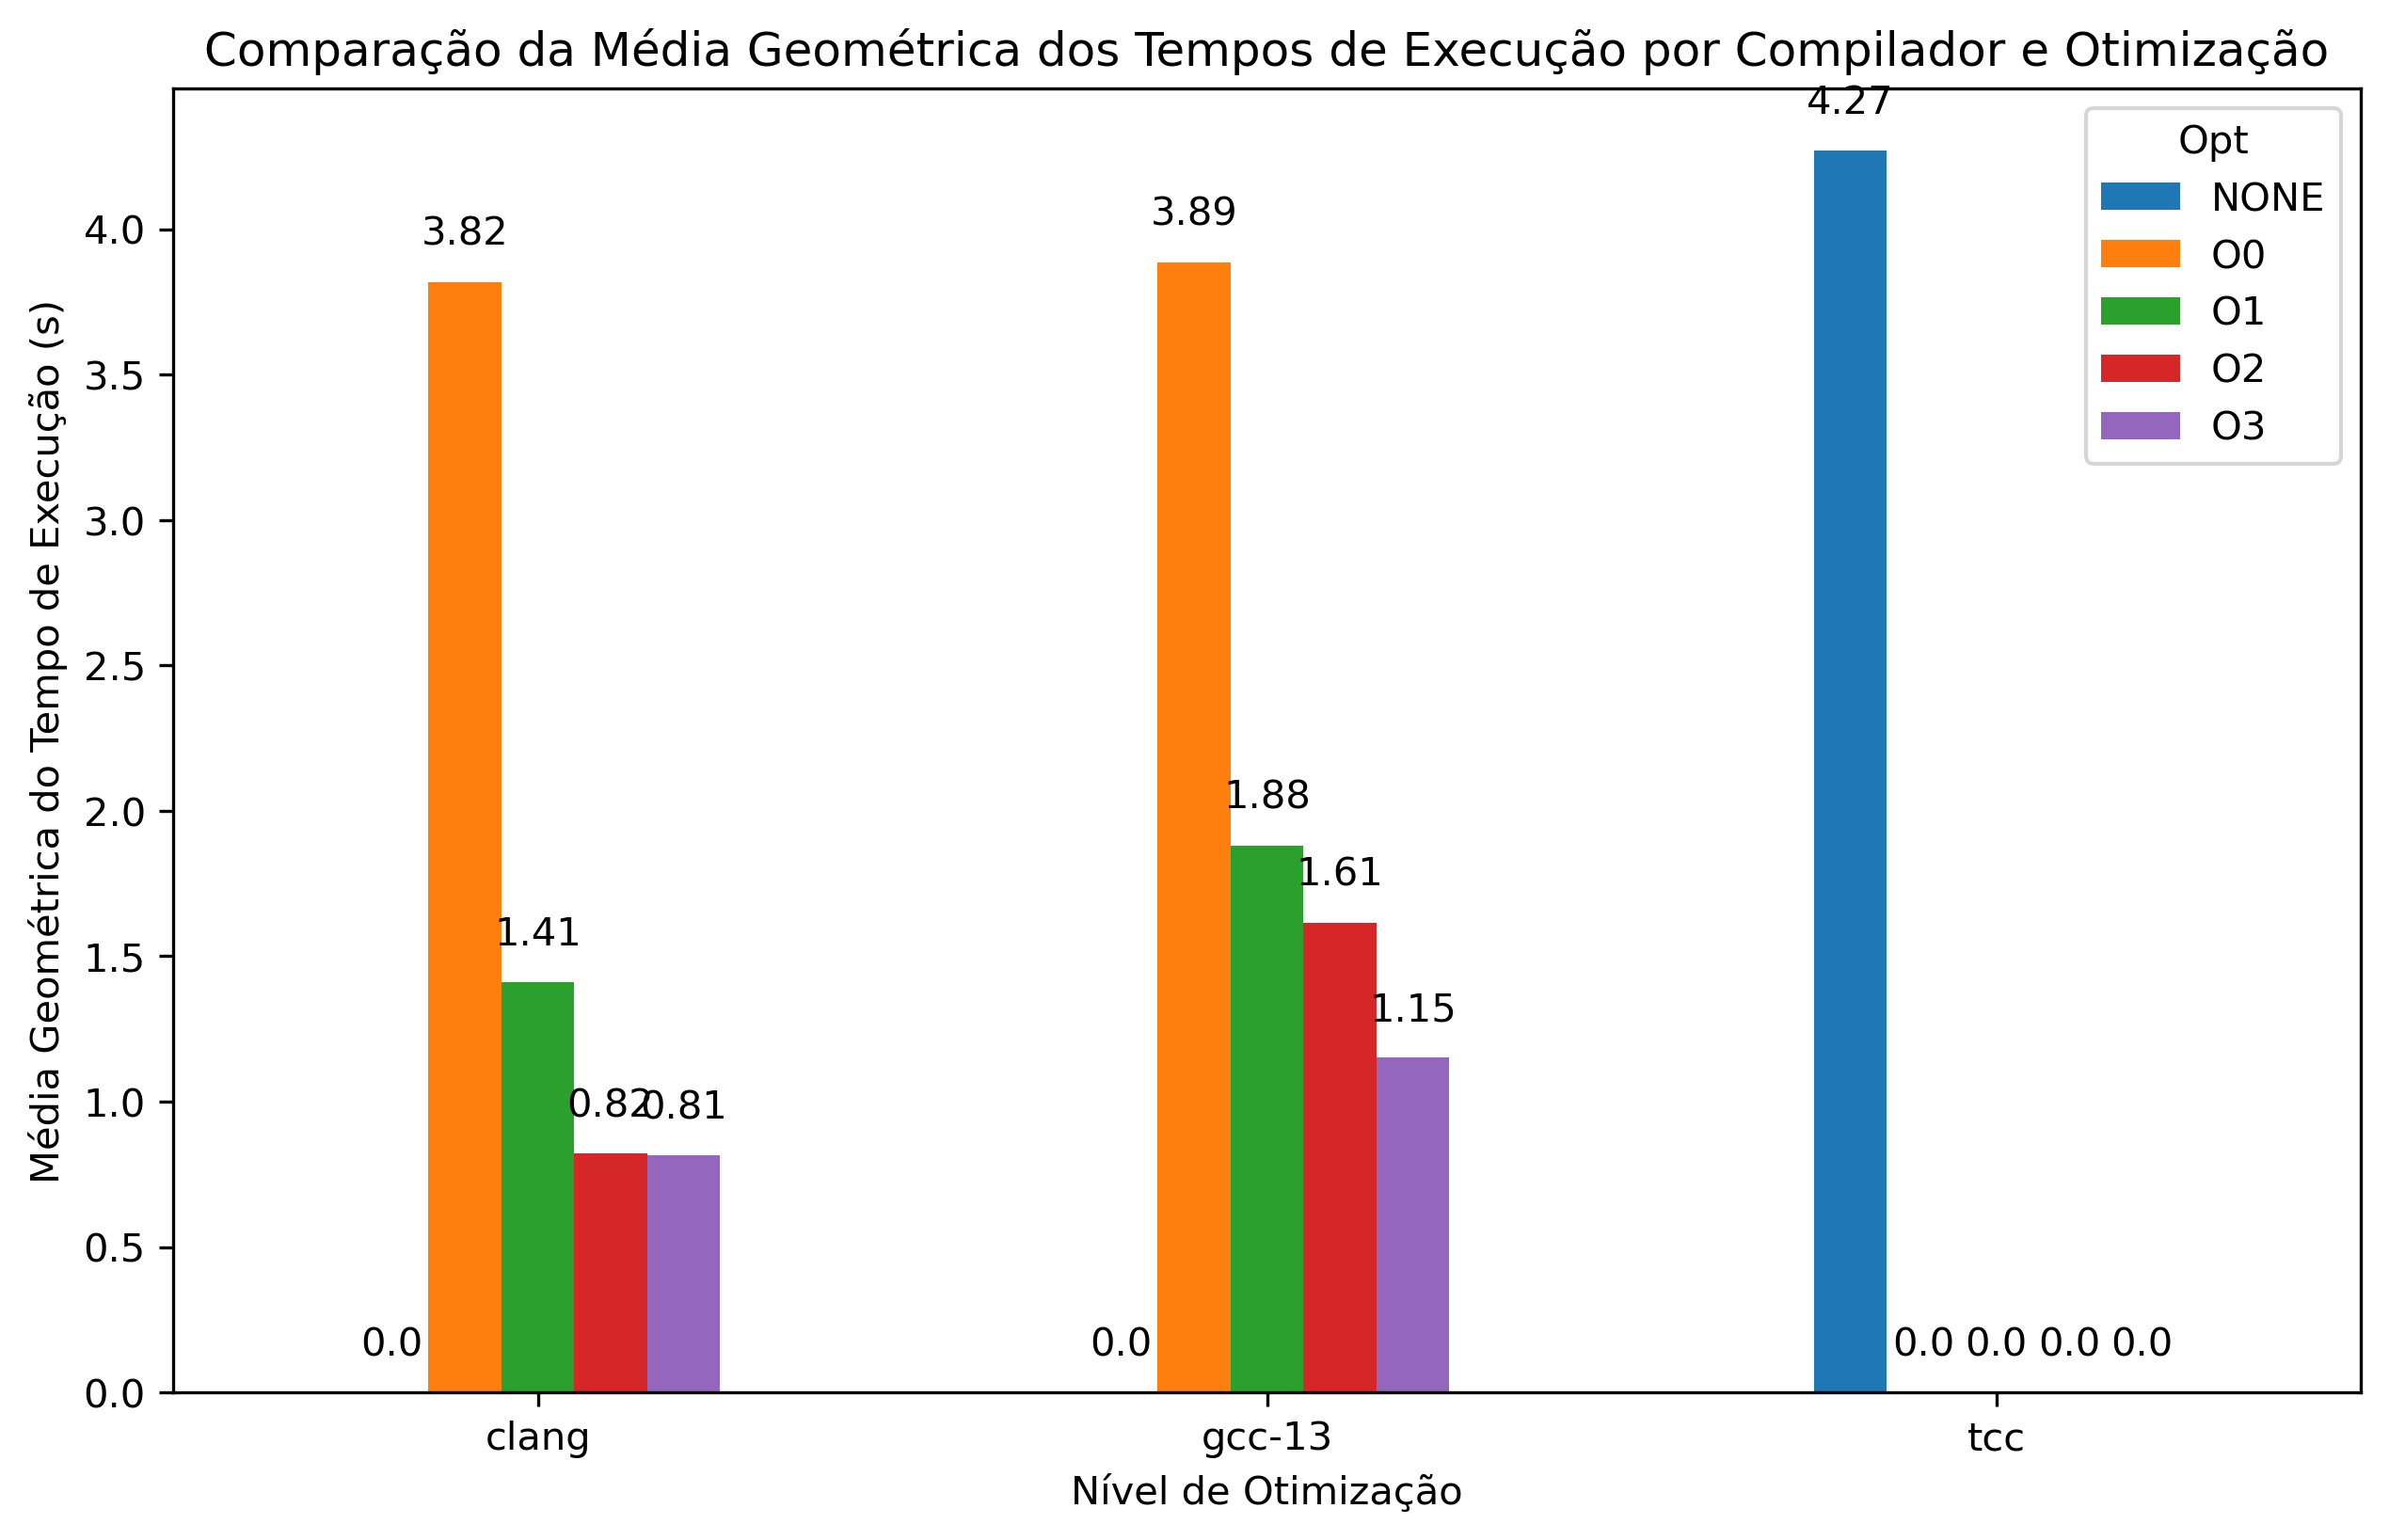 Comparação da Média Geométrica dos Tempos de Execução por Compilador e Otimização
Média Geométrica do Tempo de Execução (s)
4.0
3.5
3.0
2.5
2.0
1.5
1.0
0.5
0.0
0.0
3.82
1.41
0.82
0.81
0.0
3.89
1.88
1.61
1.15
4.27
0.0 0.0 0.0 0.0
Opt
NONE
O0
O1
O2
O3
clang
gcc-13
tcc
Nível de Otimização